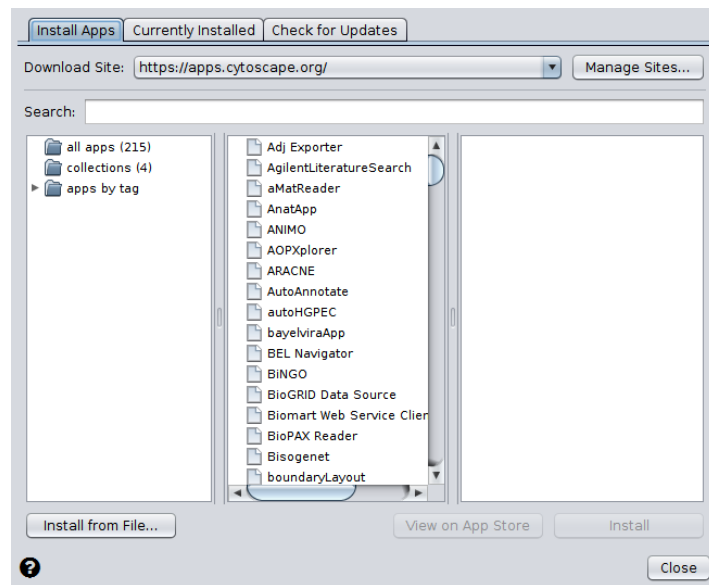 Install Apps Currently Installed Check for Updates
Download Site: https://apps.cytoscape.org/ Manage Sites...
Search:
all apps (215)
collections (4)
apps by tag
Adj Exporter
AgilentLiteratureSearch
aMatReader
AnatApp
ANIMO
AOPXplorer
ARACNE
AutoAnnotate
autoHGPEC
bayelviraApp
BEL Navigator
BiNGO
BioGRID Data Source
Biomart Web Service Clier
BioPAX Reader
Bisogenet
boundaryLayout
Install from File... View on App Store Install
? Close